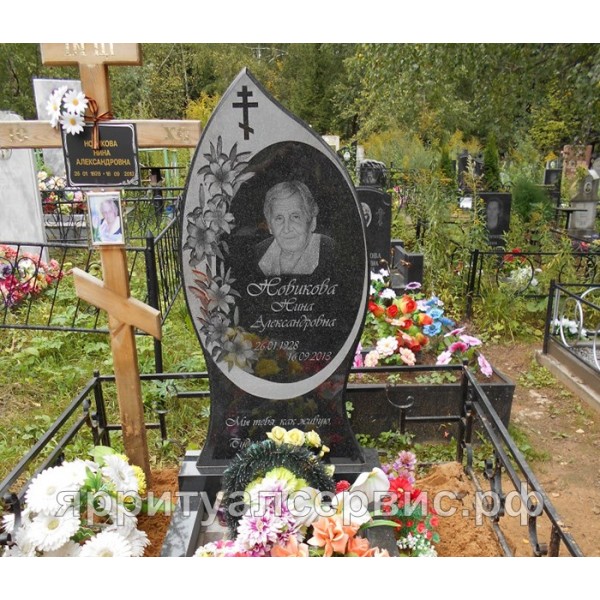 НОВИКОВА
НИНА
АЛЕКСАНДРОВНА
Новикова
Нина
Александровна
26.01.1928
16.09.2013
Мы тебя, как живую,
ярритуалсервис.рф